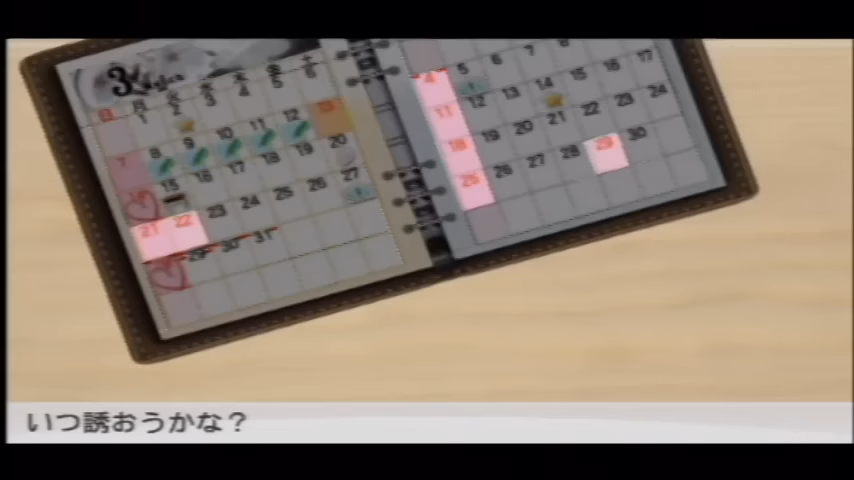 3
日 月 火 水 木 金 土
1 2 3 4 5 6
7 8 9 10 11 12 13
15 16 17 18 19 20
21 22 23 24 25 26 27
29 30 31
4 5 6 7 8
11 12 13 14 15 16 17
18 19 20 21 22 23 24
25 26 27 28 29 30
いつ誘おうかな？